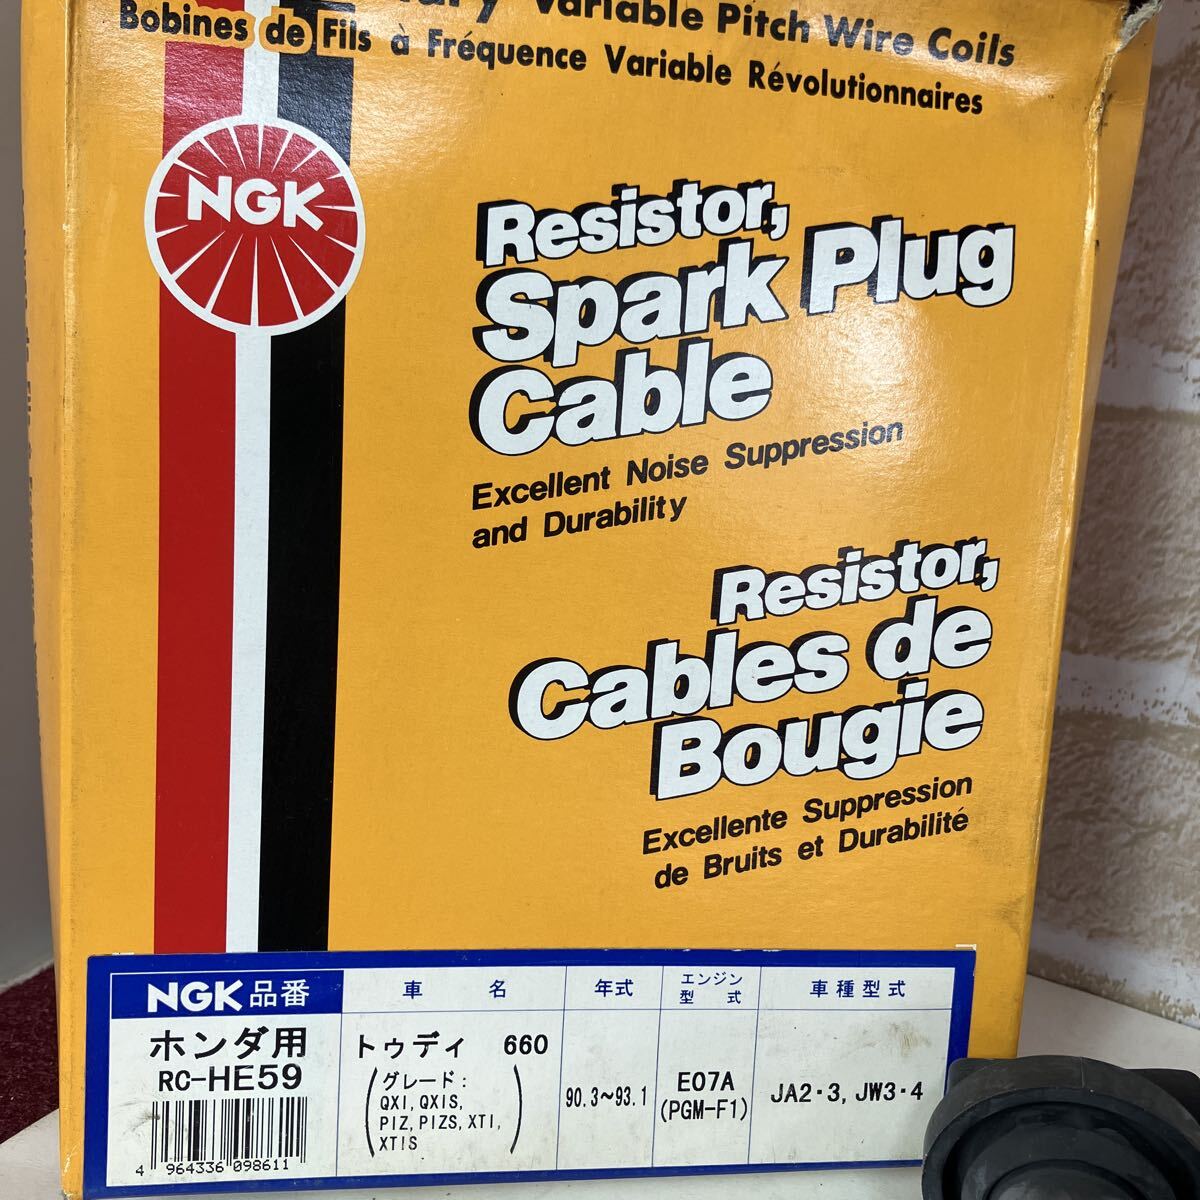 Variable Pitch Wire Coils
Bobines de Fils à Fréquence Variable Révolutionnaires
NGK
Resistor,
Spark Plug
Cable
Excellent Noise Suppression
and Durability
Resistor,
Cables de
Bougie
Excellente Suppression
de Bruits et Durabilité
NGK品番
ホンダ用
RC-HE59
4 964336 098611
車名
トゥディ 660
(グレード:
QXI, QXIS,
PIZ, PIZS, XTI,
XTIS)
年式
90.3~93.1
エンジン
型式
E07A
(PGM-F1)
車種型式
JA2・3, JW3・4